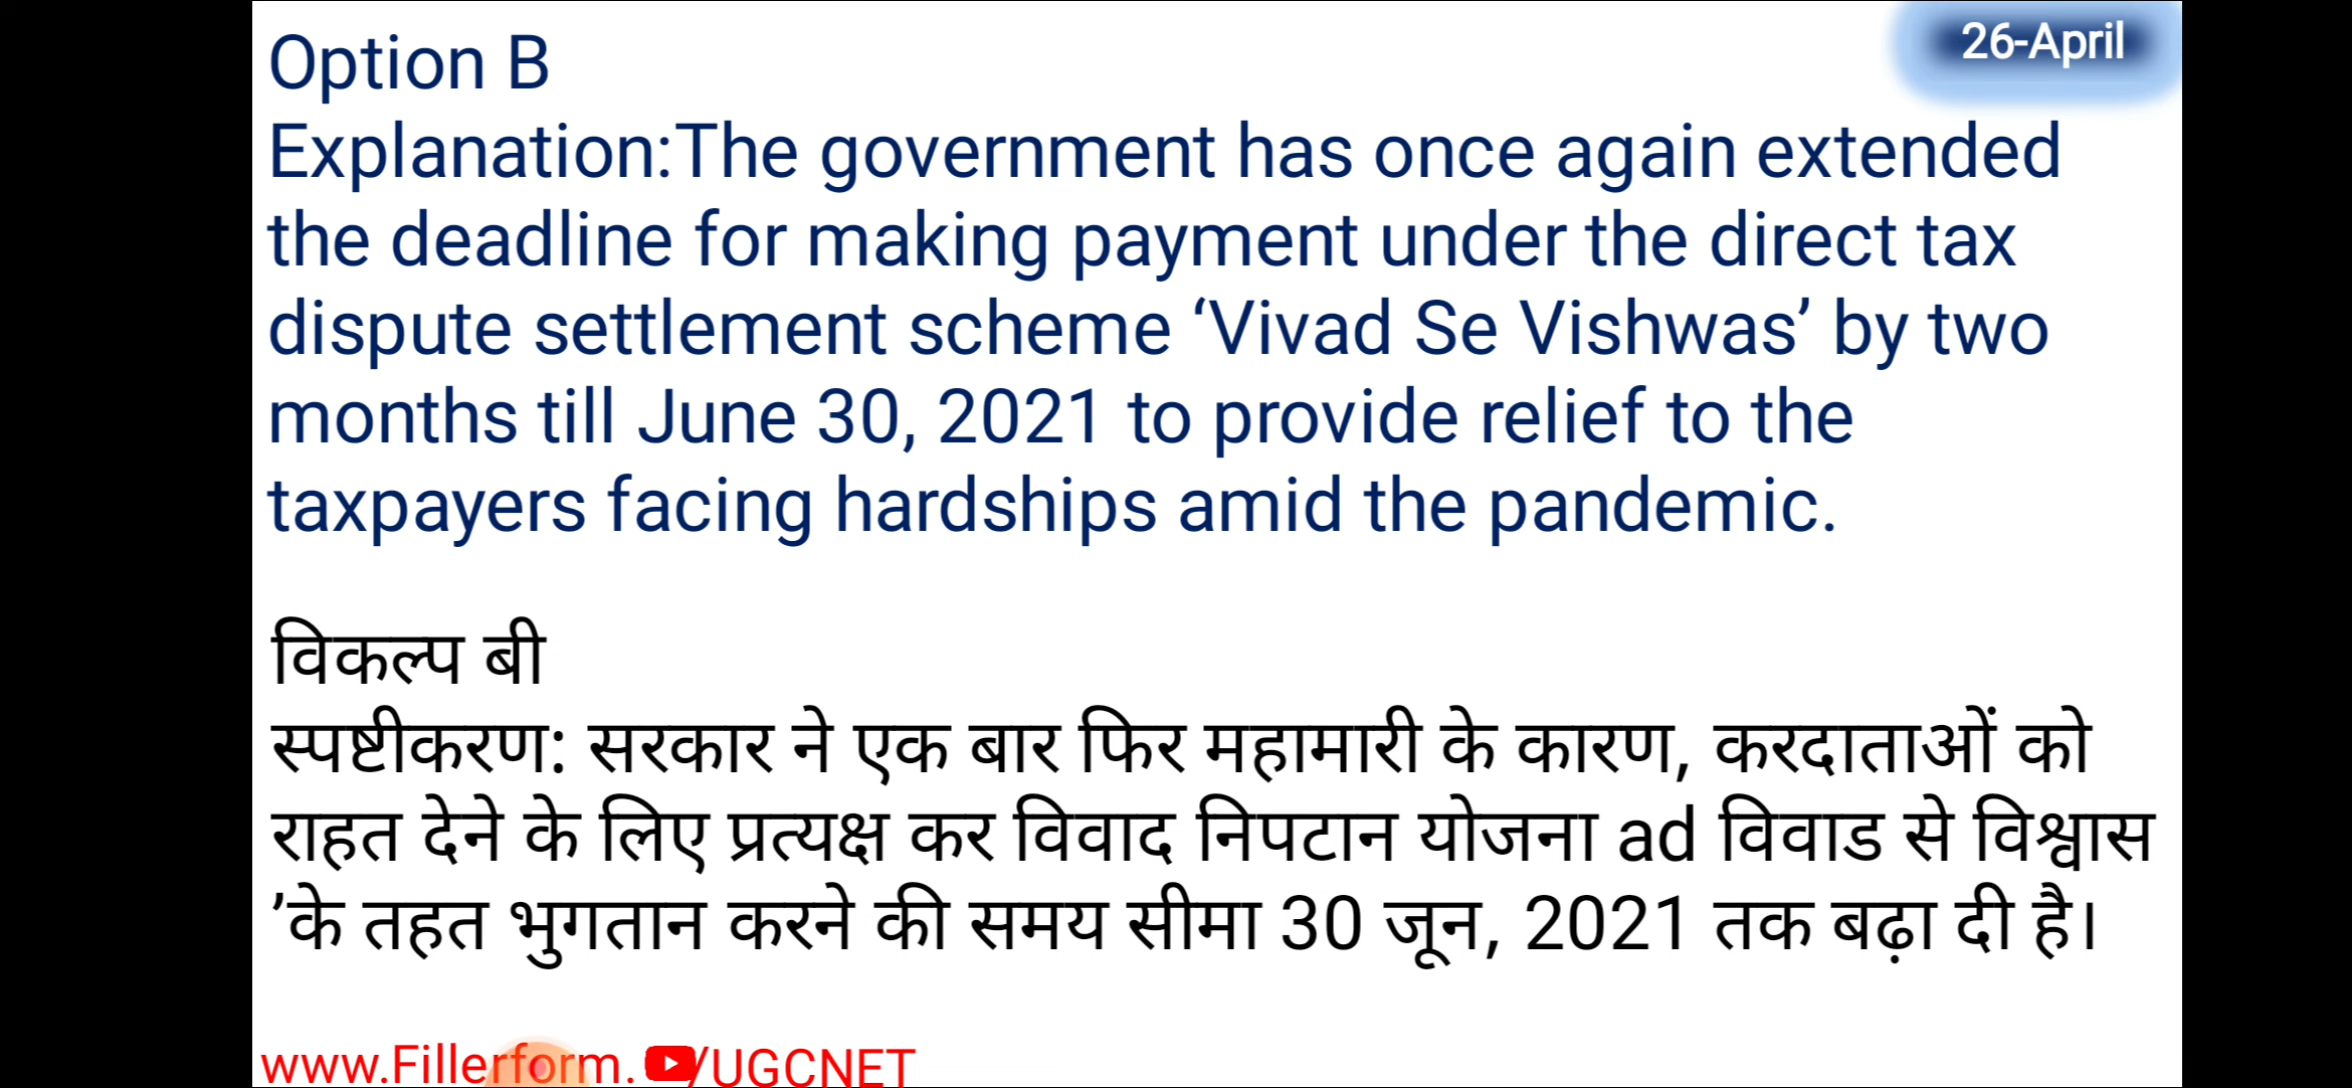 26-April
Option B
Explanation:The government has once again extended
the deadline for making payment under the direct tax
dispute settlement scheme ‘Vivad Se Vishwas’ by two
months till June 30, 2021 to provide relief to the
taxpayers facing hardships amid the pandemic.
विकल्प बी
स्पष्टीकरण: सरकार ने एक बार फिर महामारी के कारण, करदाताओं को
राहत देने के लिए प्रत्यक्ष कर विवाद निपटान योजना ad विवाड से विश्वास
’के तहत भुगतान करने की समय सीमा 30 जून, 2021 तक बढ़ा दी है।
www.Fillerform. /UGCNET